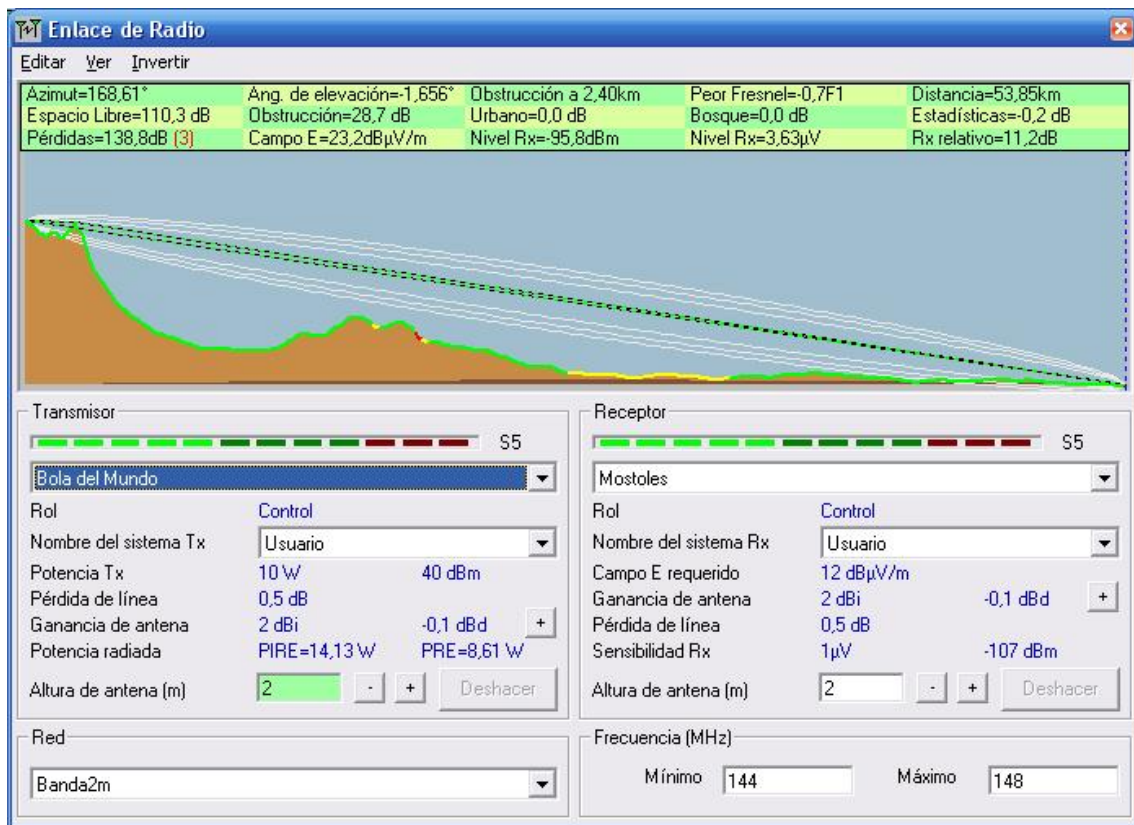 Enlace de Radio
Editar Ver Invertir
Azimut=168,61° Ang. de elevación=-1,656° Obstrucción a 2,40km Peor Fresnel=-0,7F1 Distancia=53,85km
Espacio Libre=110,3 dB Obstrucción=28,7 dB Urbano=0,0 dB Bosque=0,0 dB Estadísticas=-0,2 dB
Pérdidas=138,8dB (3) Campo E=23,2dBµV/m Nivel Rx=-95,8dBm Nivel Rx=3,63µV Rx relativo=11,2dB
Transmisor
S5
Bola del Mundo
Rol Control
Nombre del sistema Tx Usuario
Potencia Tx 10 W 40 dBm
Pérdida de línea 0,5 dB
Ganancia de antena 2 dBi -0,1 dBd +
Potencia radiada PIRE=14,13 W PRE=8,61 W
Altura de antena (m) 2 - + Deshacer
Receptor
S5
Mostoles
Rol Control
Nombre del sistema Rx Usuario
Campo E requerido 12 dBµV/m
Ganancia de antena 2 dBi -0,1 dBd +
Pérdida de línea 0,5 dB
Sensibilidad Rx 1µV -107 dBm
Altura de antena (m) 2 - + Deshacer
Red
Banda2m
Frecuencia (MHz)
Mínimo 144 Máximo 148